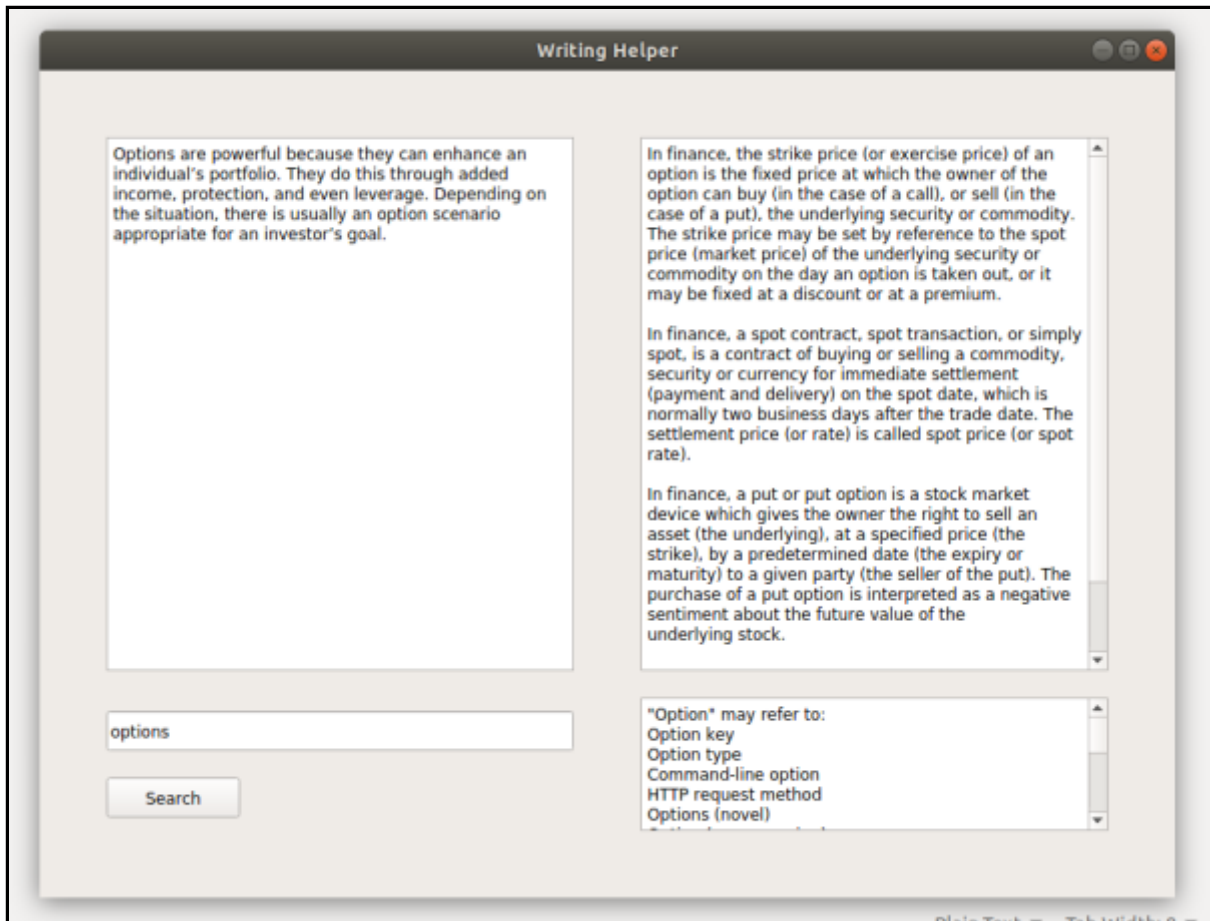 Writing Helper
Options are powerful because they can enhance an
individual's portfolio. They do this through added
income, protection, and even leverage. Depending on
the situation, there is usually an option scenario
appropriate for an investor's goal.
In finance, the strike price (or exercise price) of an
option is the fixed price at which the owner of the
option can buy (in the case of a call), or sell (in the
case of a put), the underlying security or commodity.
The strike price may be set by reference to the spot
price (market price) of the underlying security or
commodity on the day an option is taken out, or it
may be fixed at a discount or at a premium.
In finance, a spot contract, spot transaction, or simply
spot, is a contract of buying or selling a commodity,
security or currency for immediate settlement
(payment and delivery) on the spot date, which is
normally two business days after the trade date. The
settlement price (or rate) is called spot price (or spot
rate).
In finance, a put or put option is a stock market
device which gives the owner the right to sell an
asset (the underlying), at a specified price (the
strike), by a predetermined date (the expiry or
maturity) to a given party (the seller of the put). The
purchase of a put option is interpreted as a negative
sentiment about the future value of the
underlying stock.
options
Search
"Option" may refer to:
Option key
Option type
Command-line option
HTTP request method
Options (novel)